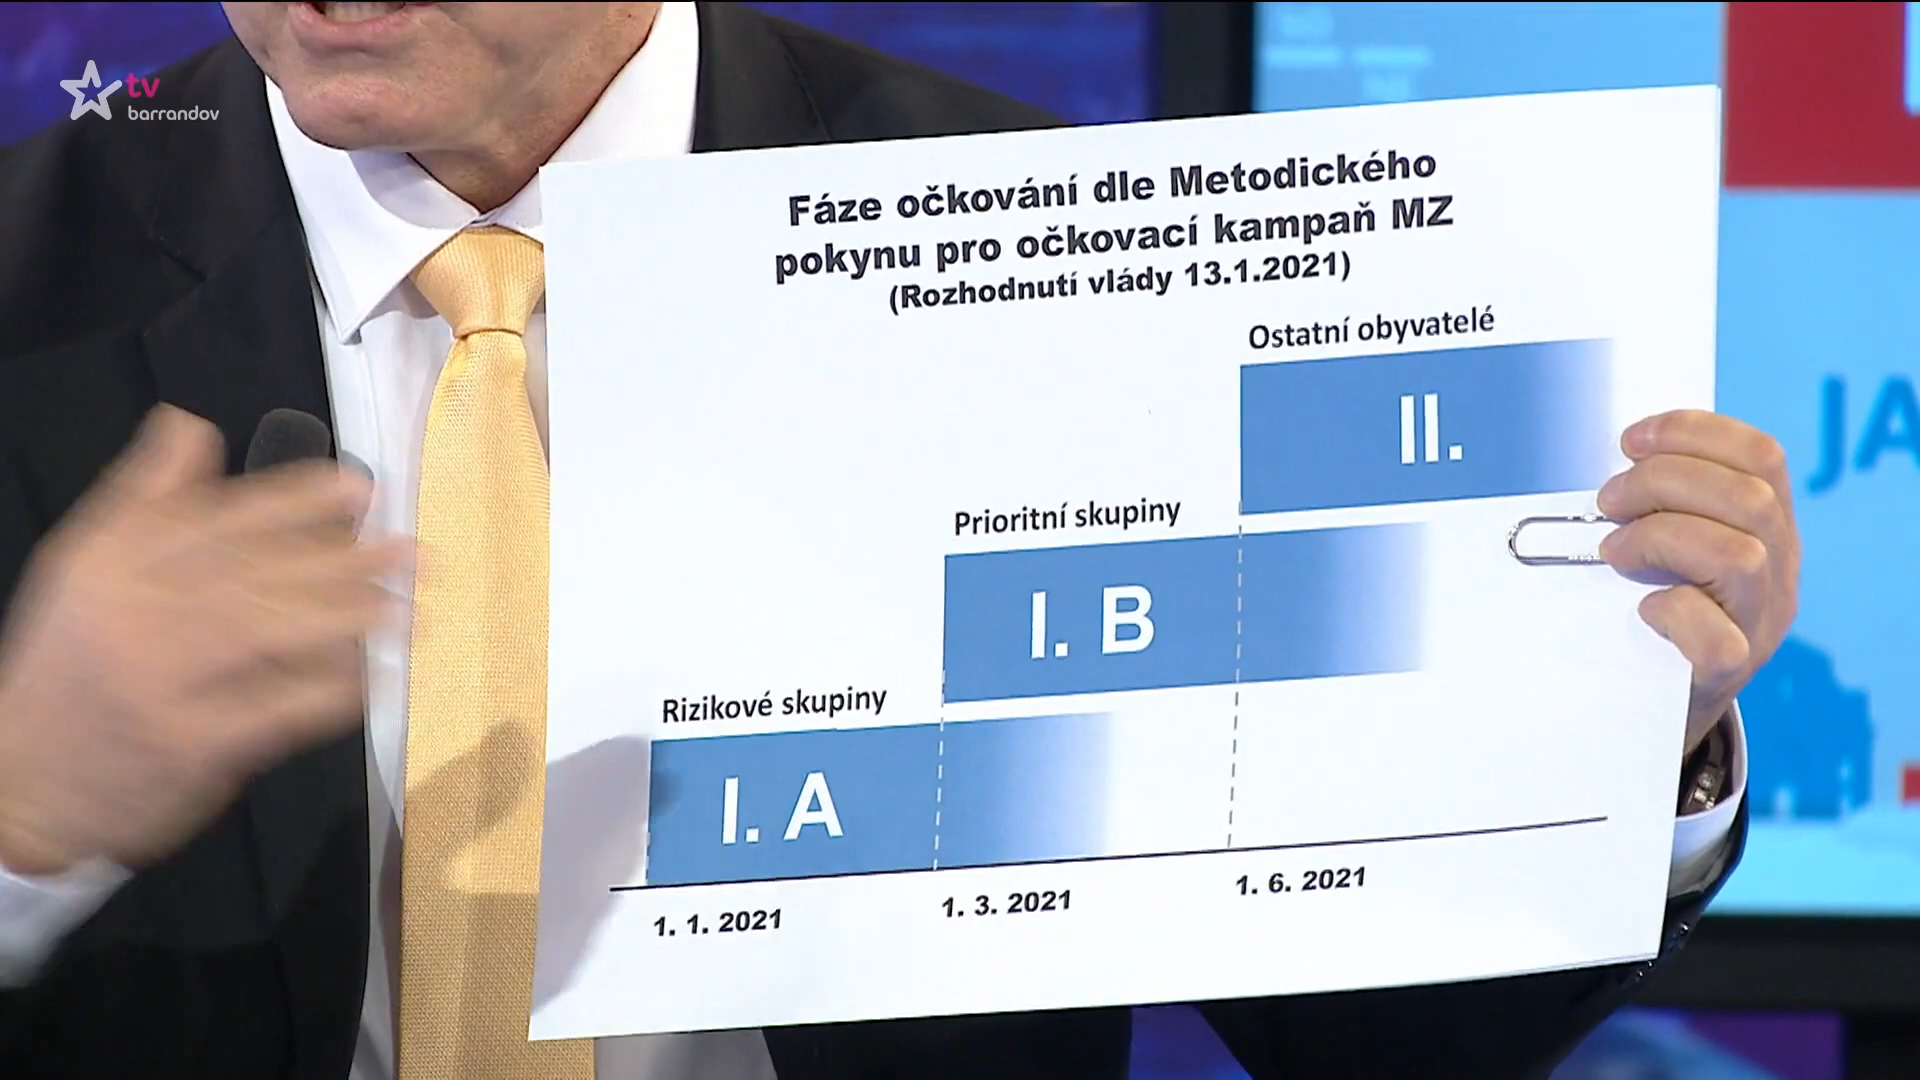 tv
barrandov
Fáze očkování dle Metodického
pokynu pro očkovací kampaň MZ
(Rozhodnutí vlády 13.1.2021)
Ostatní obyvatelé
II.
Prioritní skupiny
I. B
Rizikové skupiny
I. A
1. 1. 2021
1. 3. 2021
1. 6. 2021
JA